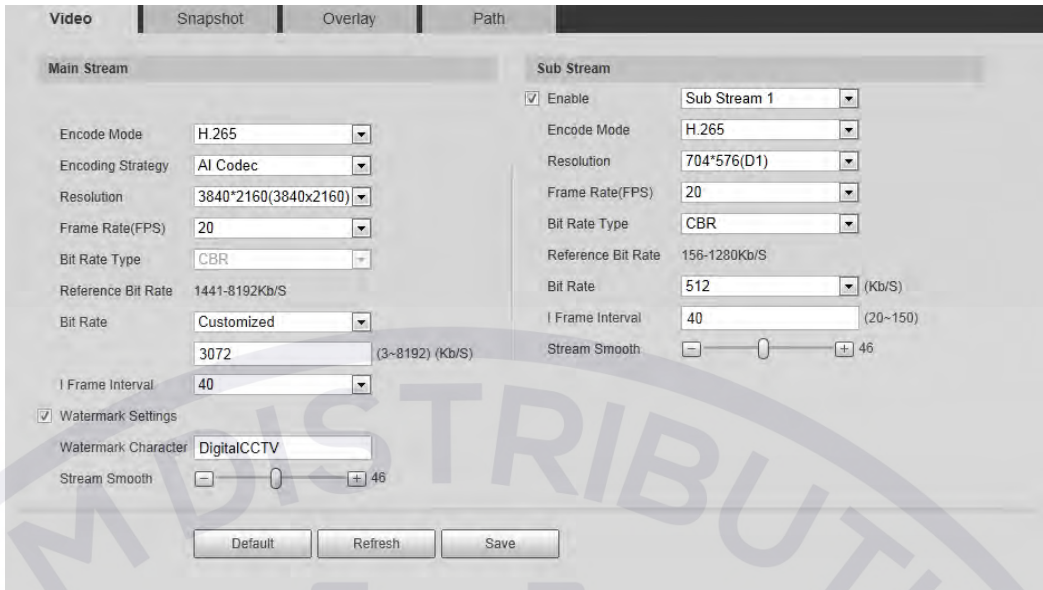 Video Snapshot Overlay Path
Main Stream
Encode Mode H.265
Encoding Strategy AI Codec
Resolution 3840*2160(3840x2160)
Frame Rate(FPS) 20
Bit Rate Type CBR
Reference Bit Rate 1441-8192Kb/S
Bit Rate Customized
3072 (3~8192) (Kb/S)
I Frame Interval 40
Watermark Settings
Watermark Character DigitalCCTV
Stream Smooth - + 46
Sub Stream
Enable Sub Stream 1
Encode Mode H.265
Resolution 704*576(D1)
Frame Rate(FPS) 20
Bit Rate Type CBR
Reference Bit Rate 156-1280Kb/S
Bit Rate 512 (Kb/S)
I Frame Interval 40 (20~150)
Stream Smooth - + 46
Default Refresh Save